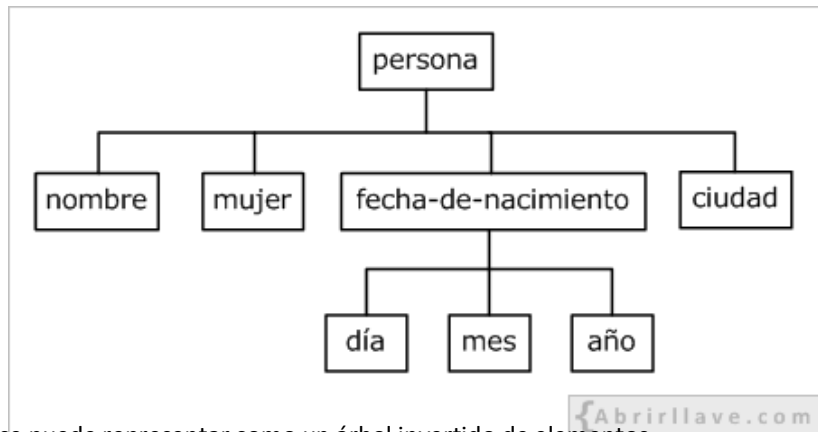 persona
nombre mujer fecha-de-nacimiento ciudad
día mes año
{Abrirllave.com
se puede representar como un árbol invertido de elementos